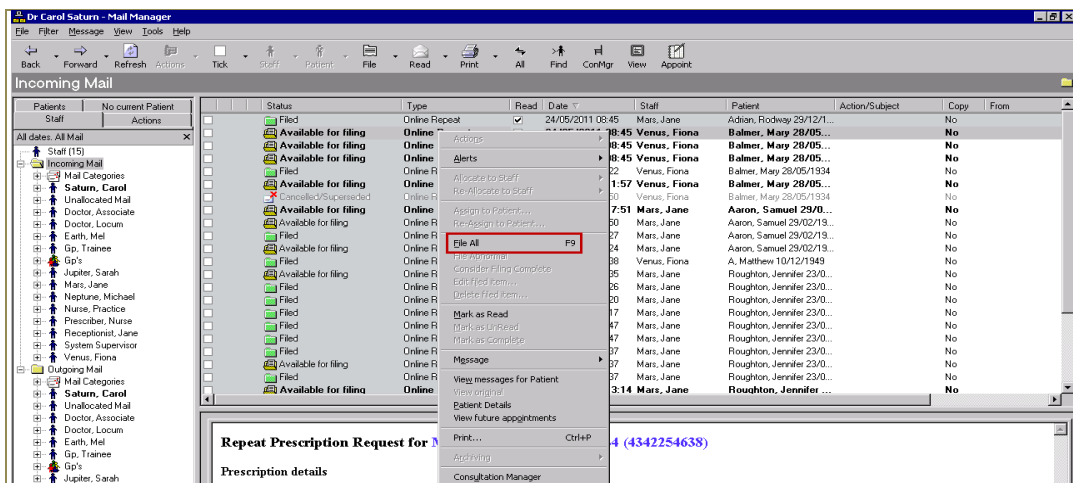 Dr Carol Saturn - Mail Manager
File Filter Message View Tools Help
Back Forward Refresh Actions Tick Staff Patient File Read Print All Find ConMgr View Appoint
Incoming Mail
Patients No current Patient
Staff Actions
All dates. All Mail
Staff (15)
Incoming Mail
Mail Categories
Saturn, Carol
Unallocated Mail
Doctor, Associate
Doctor, Locum
Earth, Mel
Gp, Trainee
Gp's
Jupiter, Sarah
Mars, Jane
Neptune, Michael
Nurse, Practice
Prescriber, Nurse
Receptionist, Jane
System Supervisor
Venus, Fiona
Outgoing Mail
Mail Categories
Saturn, Carol
Unallocated Mail
Doctor, Associate
Doctor, Locum
Earth, Mel
Gp, Trainee
Gp's
Jupiter, Sarah
Status Type Read Date Staff Patient Action/Subject Copy From
Filed Online Repeat 24/05/2011 08:45 Mars, Jane Adrian, Rodway 29/12/1... No
Available for filing Online 8:45 Venus, Fiona Balmer, Mary 28/05... No
Available for filing Online 8:45 Venus, Fiona Balmer, Mary 28/05... No
Available for filing Online 8:45 Venus, Fiona Balmer, Mary 28/05... No
Filed Online R 22 Venus, Fiona Balmer, Mary 28/05/1934 No
Available for filing Online 1:57 Venus, Fiona Balmer, Mary 28/05... No
Cancelled/Superseded Online R 50 Venus, Fiona Balmer, Mary 28/05/1934 No
Available for filing Online 7:51 Mars, Jane Aaron, Samuel 29/0... No
Available for filing Online R 50 Mars, Jane Aaron, Samuel 29/02/19... No
Filed Online R 27 Mars, Jane Aaron, Samuel 29/02/19... No
Available for filing Online R 24 Mars, Jane Aaron, Samuel 29/02/19... No
Filed Online R 38 Venus, Fiona A, Matthew 10/12/1949 No
Available for filing Online R 35 Mars, Jane Roughton, Jennifer 23/0... No
Filed Online R 26 Mars, Jane Roughton, Jennifer 23/0... No
Filed Online R 20 Mars, Jane Roughton, Jennifer 23/0... No
Filed Online R 17 Mars, Jane Roughton, Jennifer 23/0... No
Filed Online R 47 Mars, Jane Roughton, Jennifer 23/0... No
Filed Online R 47 Mars, Jane Roughton, Jennifer 23/0... No
Filed Online R 37 Mars, Jane Roughton, Jennifer 23/0... No
Available for filing Online R 37 Mars, Jane Roughton, Jennifer 23/0... No
Filed Online R 37 Mars, Jane Roughton, Jennifer 23/0... No
Available for filing Online 3:14 Mars, Jane Roughton, Jennifer ... No
Actions
Alerts
Allocate to Staff
Re-Allocate to Staff
Assign to Patient...
Re-Assign to Patient...
File All F9
File Abnormal
Consider Filing Complete
Edit filed item...
Delete filed item...
Mark as Read
Mark as UnRead
Mark as Complete
Message
View messages for Patient
View original
Patient Details
View future appointments
Print... Ctrl+P
Archiving
Consultation Manager
Repeat Prescription Request for 4 (4342254638)
Prescription details